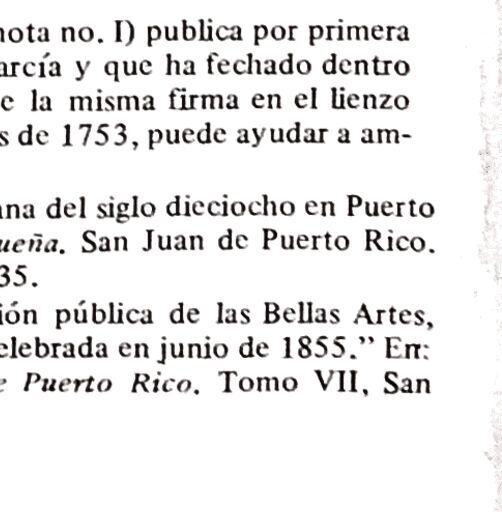 nota no. I) publica por primera
arcía y que ha fechado dentro
e la misma firma en el lienzo
s de 1753, puede ayudar a am-
ana del siglo dieciocho en Puerto
ueña. San Juan de Puerto Rico.
35.
ión pública de las Bellas Artes,
elebrada en junio de 1855.” En:
e Puerto Rico. Tomo VII, San